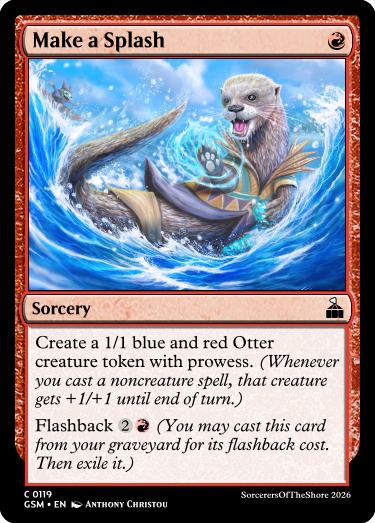 Make a Splash
Sorcery
Create a 1/1 blue and red Otter
creature token with prowess. (Whenever
you cast a noncreature spell, that creature
gets +1/+1 until end of turn.)
Flashback 2 (You may cast this card
from your graveyard for its flashback cost.
Then exile it.)
C 0119
GSM • EN Anthony Christou
SorcerersOfTheShore 2026